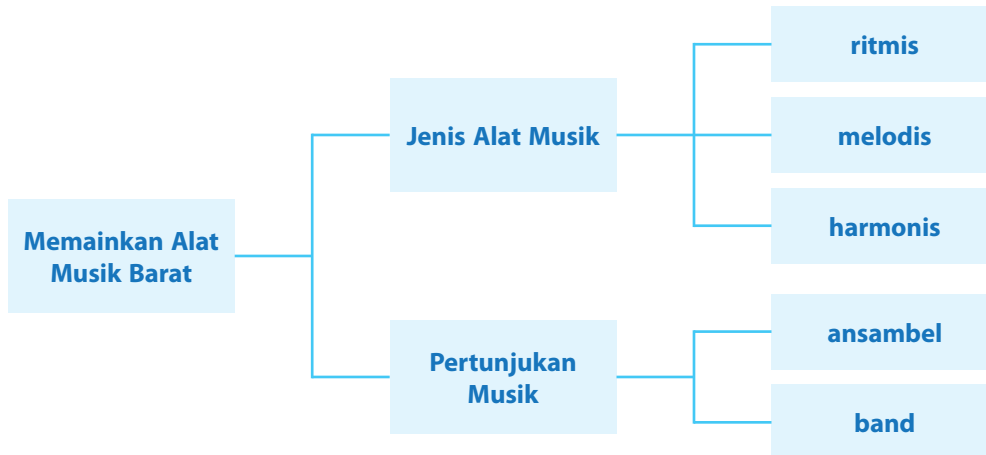 Memainkan Alat
Musik Barat
Jenis Alat Musik
ritmis
melodis
harmonis
Pertunjukan
Musik
ansambel
band